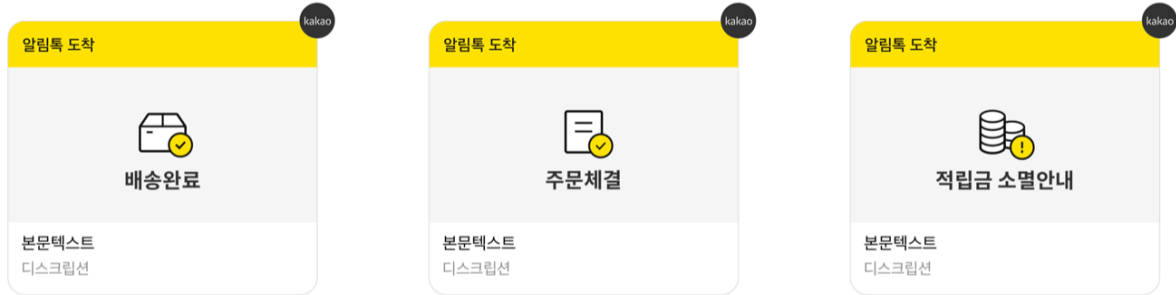 kakao
알림톡 도착
배송완료
본문텍스트
디스크립션
kakao
알림톡 도착
주문체결
본문텍스트
디스크립션
kakao
알림톡 도착
적립금 소멸안내
본문텍스트
디스크립션